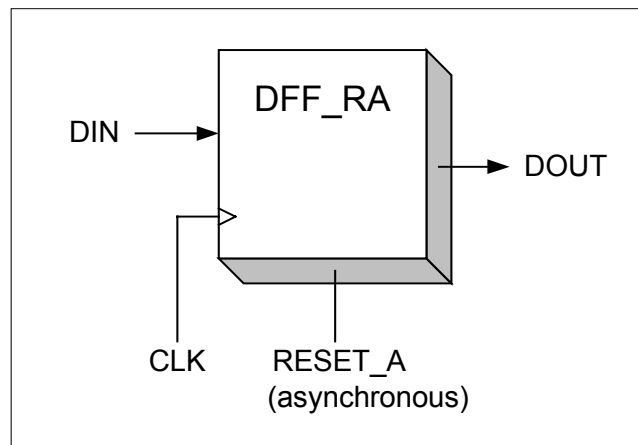 DFF_RA
DIN
DOUT
CLK
RESET_A
(asynchronous)